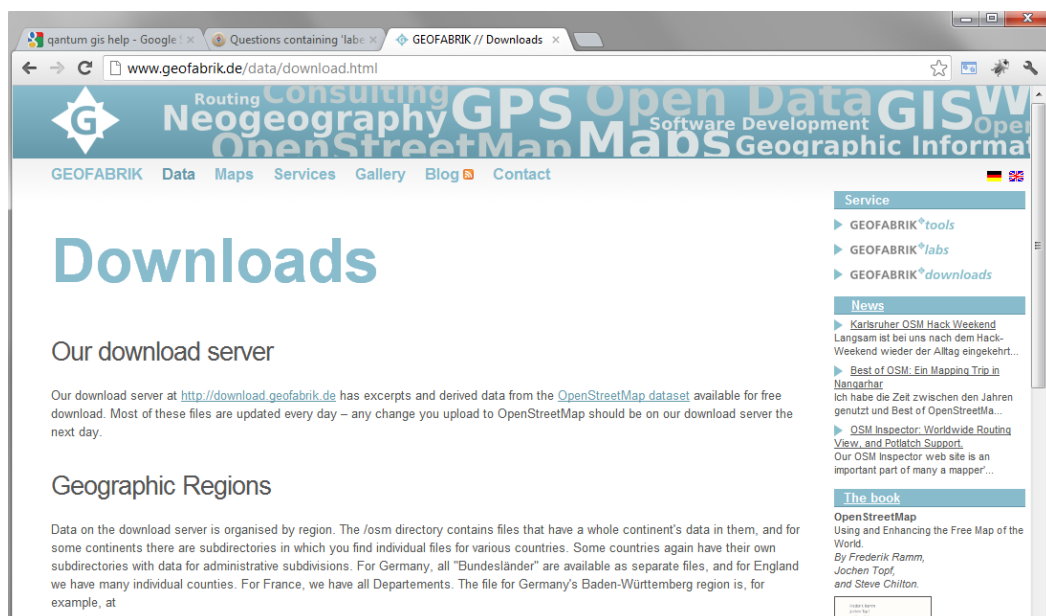 qantum gis help - Google
Questions containing 'labe
GEOFABRIK // Downloads
www.geofabrik.de/data/download.html
Routing Consulting GPS Open Data GIS
Neogeography Maps Software Development
OpenStreetMap Geographic Informat
G
GEOFABRIK Data Maps Services Gallery Blog Contact
Downloads
Our download server
Our download server at http://download.geofabrik.de has excerpts and derived data from the OpenStreetMap dataset available for free
download. Most of these files are updated every day – any change you upload to OpenStreetMap should be on our download server the
next day.
Geographic Regions
Data on the download server is organised by region. The /osm directory contains files that have a whole continent's data in them, and for
some continents there are subdirectories in which you find individual files for various countries. Some countries again have their own
subdirectories with data for administrative subdivisions. For Germany, all "Bundesländer" are available as separate files, and for England
we have many individual counties. For France, we have all Departements. The file for Germany's Baden-Württemberg region is, for
example, at
Service
GEOFABRIK tools
GEOFABRIK labs
GEOFABRIK downloads
News
Karlsruher OSM Hack Weekend
Langsam ist bei uns nach dem Hack-
Weekend wieder der Alltag eingekehrt...
Best of OSM: Ein Mapping Trip in
Nangarhar
Ich habe die Zeit zwischen den Jahren
genutzt und Best of OpenStreetMa...
OSM Inspector: Worldwide Routing
View, and Potlatch Support.
Our OSM Inspector web site is an
important part of many a mapper'...
The book
OpenStreetMap
Using and Enhancing the Free Map of the
World.
By Frederik Ramm,
Jochen Topf,
and Steve Chilton.